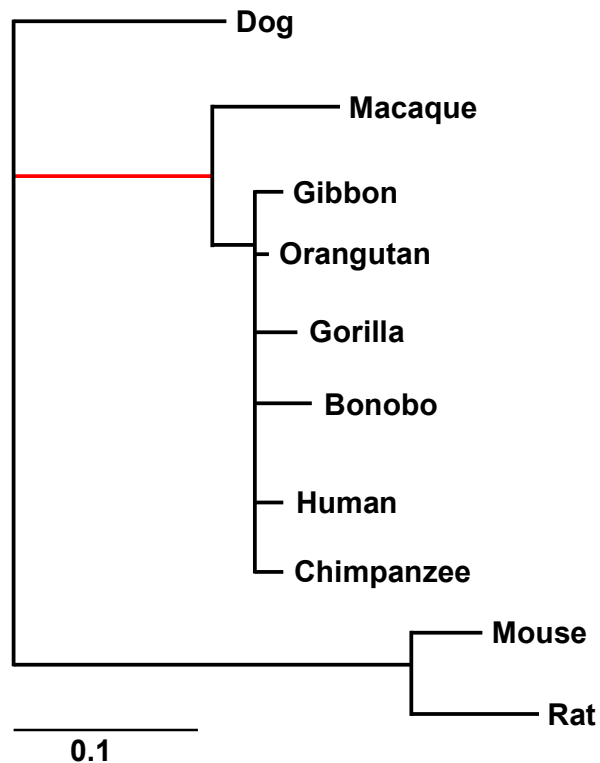 Dog
Macaque
Gibbon
Orangutan
Gorilla
Bonobo
Human
Chimpanzee
Mouse
Rat
0.1